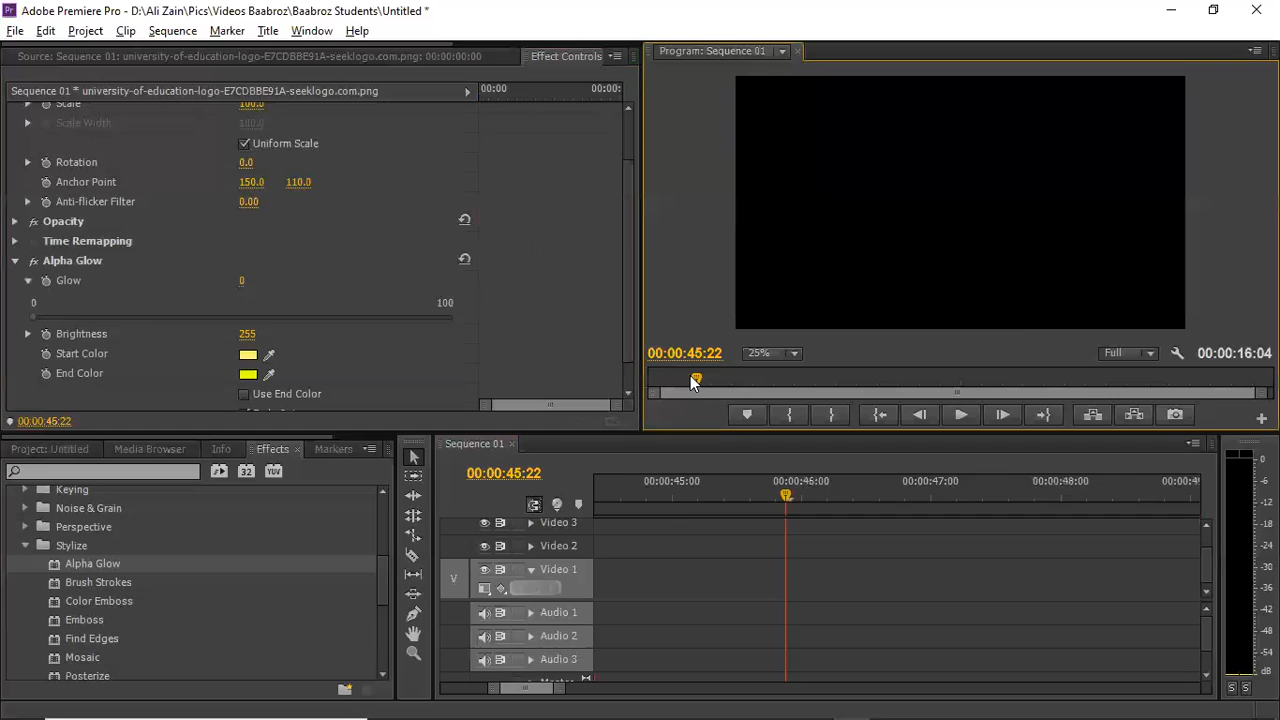 Adobe Premiere Pro - D:\Ali Zain\Pics\Videos Baabroz\Baabroz Students\Untitled *
File Edit Project Clip Sequence Marker Title Window Help
Source: Sequence 01: university-of-education-logo-E7CDBBE91A-seeklogo.com.png: 00:00:00:00 Effect Controls
Sequence 01 * university-of-education-logo-E7CDBBE91A-seeklogo.com.png 00:00 00:00:
Scale 100.0
Scale Width 100.0
Uniform Scale
Rotation 0.0
Anchor Point 150.0 110.0
Anti-flicker Filter 0.00
fx Opacity
Time Remapping
fx Alpha Glow
Glow 0
0 100
Brightness 255
Start Color
End Color
Use End Color
00:00:45:22
Program: Sequence 01
00:00:45:22 25% Full 00:00:16:04
Project: Untitled Media Browser Info Effects Markers
32 YUV
Keying
Noise & Grain
Perspective
Stylize
Alpha Glow
Brush Strokes
Color Emboss
Emboss
Find Edges
Mosaic
Posterize
Sequence 01
00:00:45:22
00:00:45:00 00:00:46:00 00:00:47:00 00:00:48:00 00:00:49
Video 3
Video 2
V Video 1
Audio 1
Audio 2
Audio 3
0
-6
-12
-18
-24
-30
-36
-42
-48
-54
dB
S S